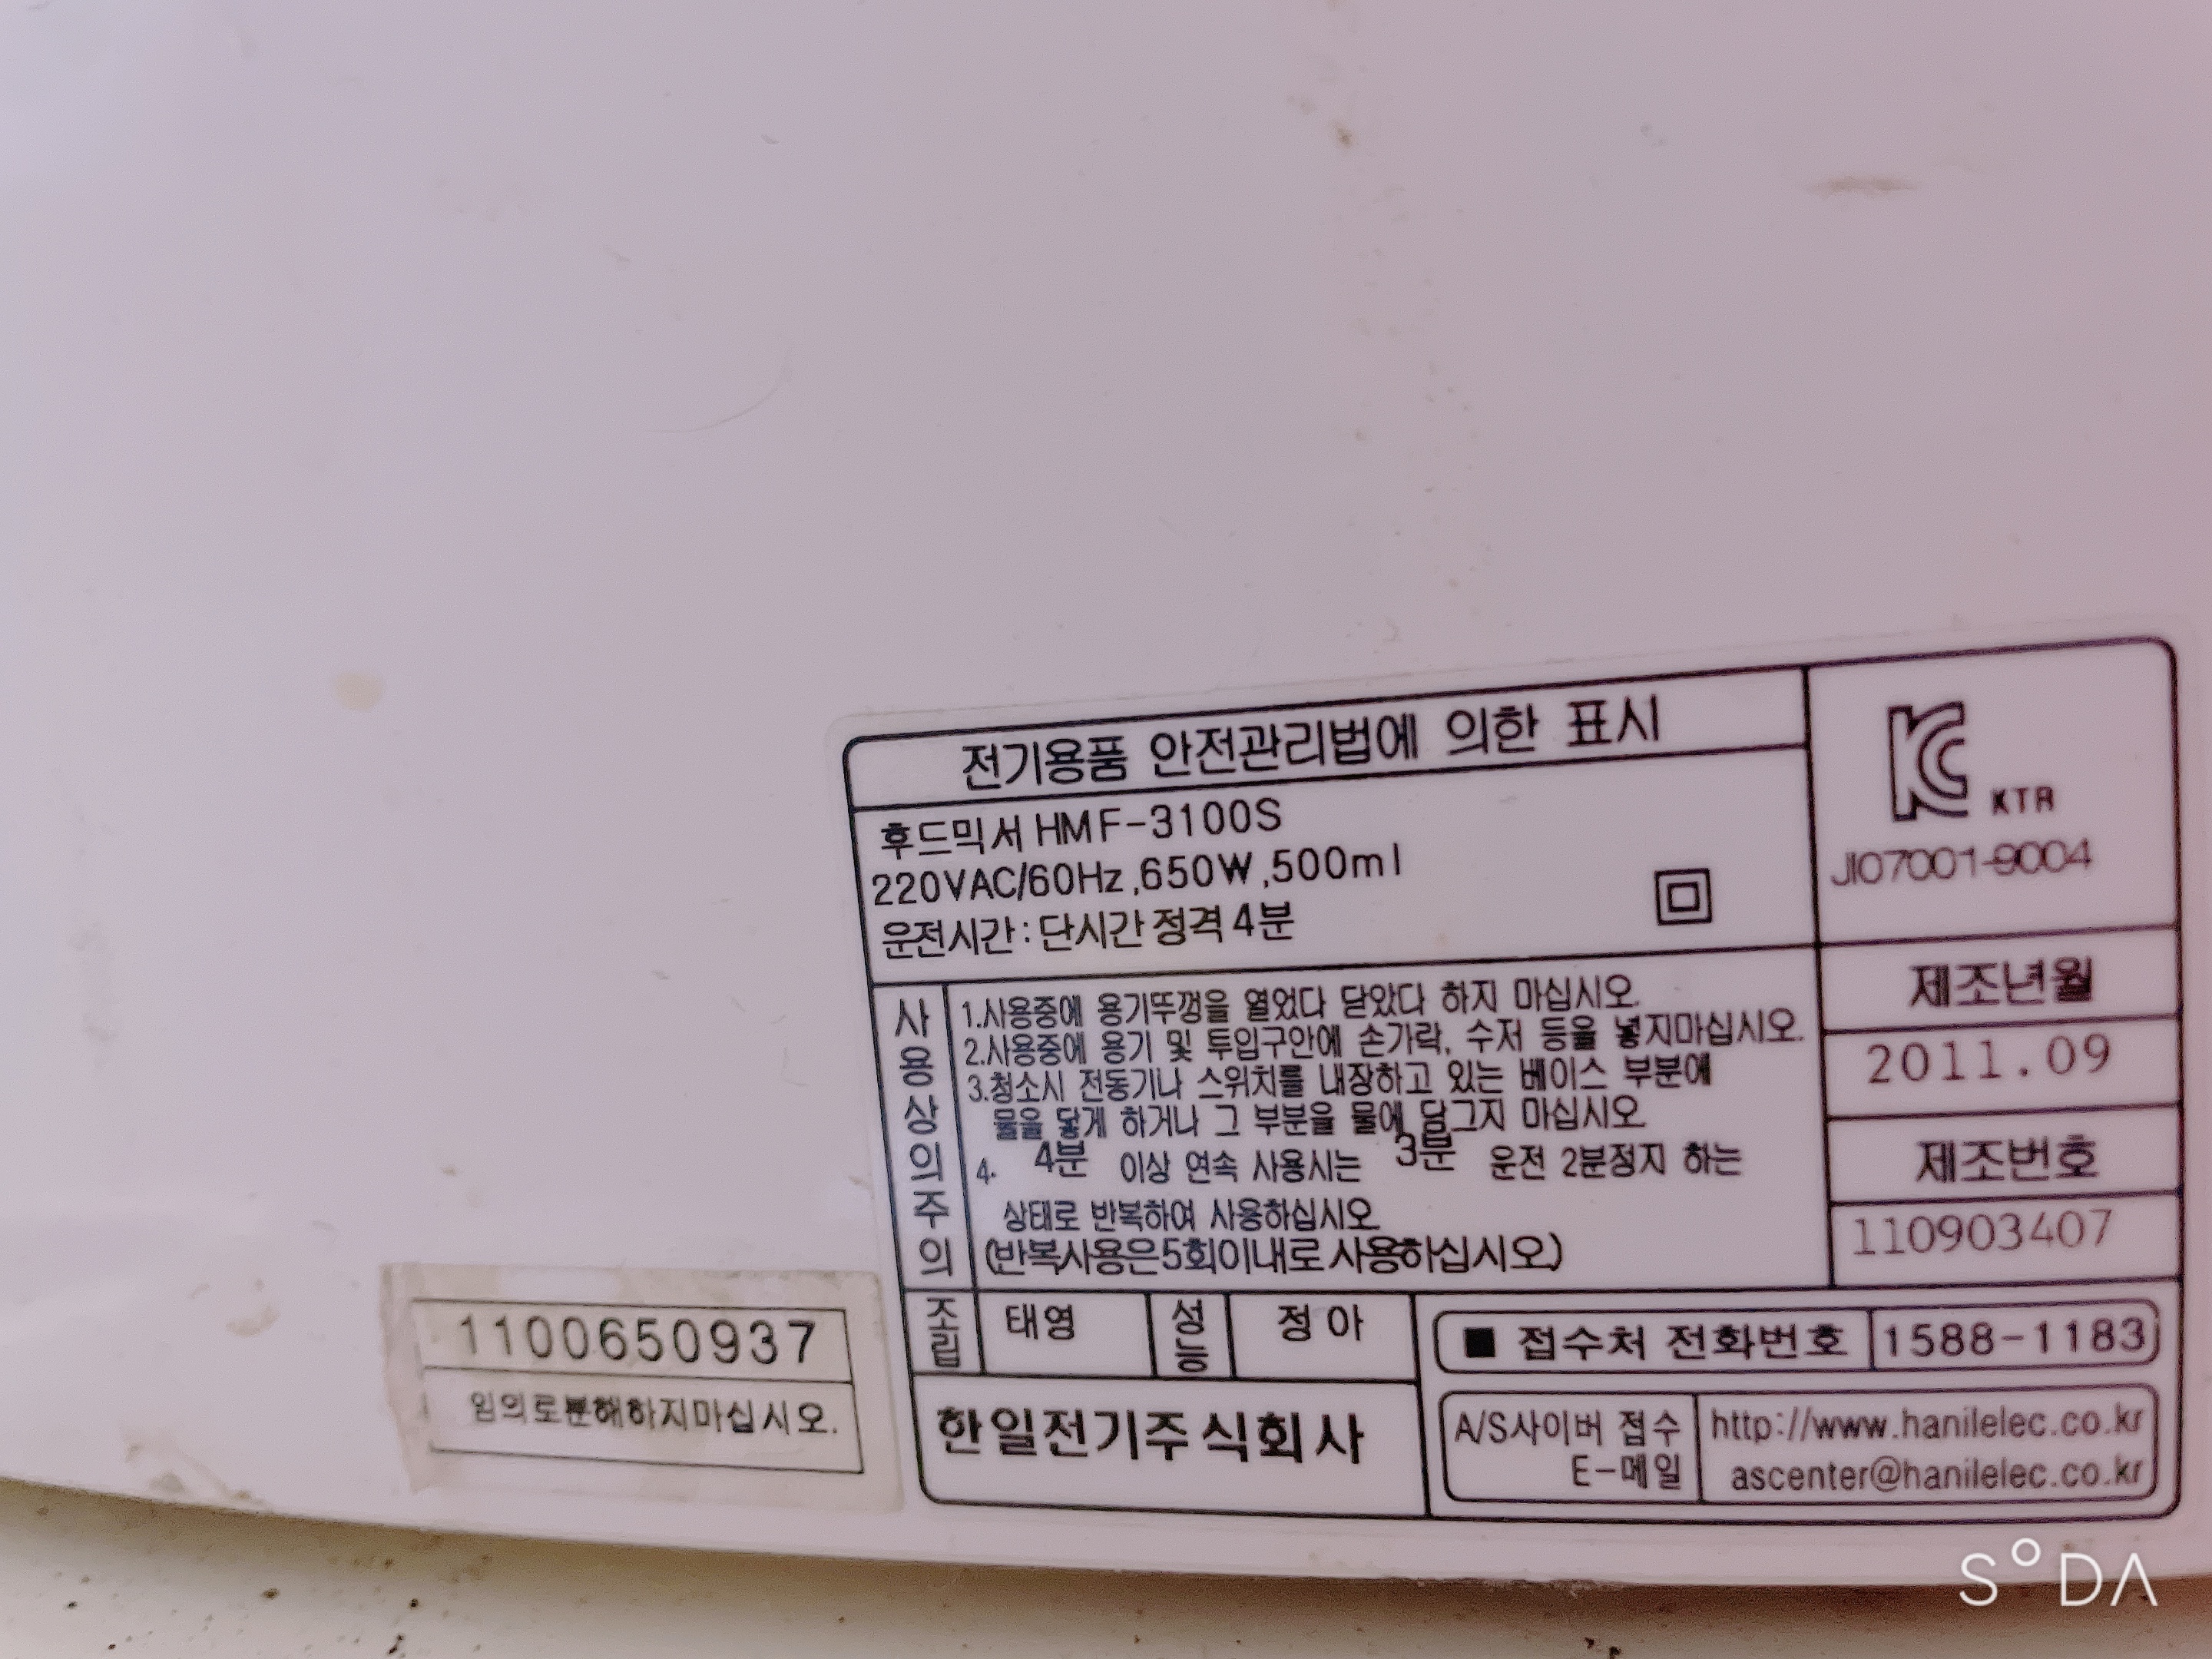 전기용품 안전관리법에 의한 표시
후드믹서 HMF-3100S
220VAC/60Hz,650W,500ml
운전시간 : 단시간 정격 4분
KC KTR
JI07001-9004
제조년월
2011.09
제조번호
110903407
사용상의주의
1.사용중에 용기뚜껑을 열었다 닫았다 하지 마십시오.
2.사용중에 용기 및 투입구안에 손가락, 수저 등을 넣지마십시오.
3.청소시 전동기나 스위치를 내장하고 있는 베이스 부분에
물을 닿게 하거나 그 부분을 물에 담그지 마십시오.
4. 4분 이상 연속 사용시는 3분 운전 2분정지 하는
상태로 반복하여 사용하십시오.
(반복사용은5회이내로 사용하십시오)
조립 태영 성능 정아
■ 접수처 전화번호 1588-1183
한일전기주식회사
A/S사이버 접수 http://www.hanilelec.co.kr
E-메일 ascenter@hanilelec.co.kr
1100650937
임의로분해하지마십시오.
SODA